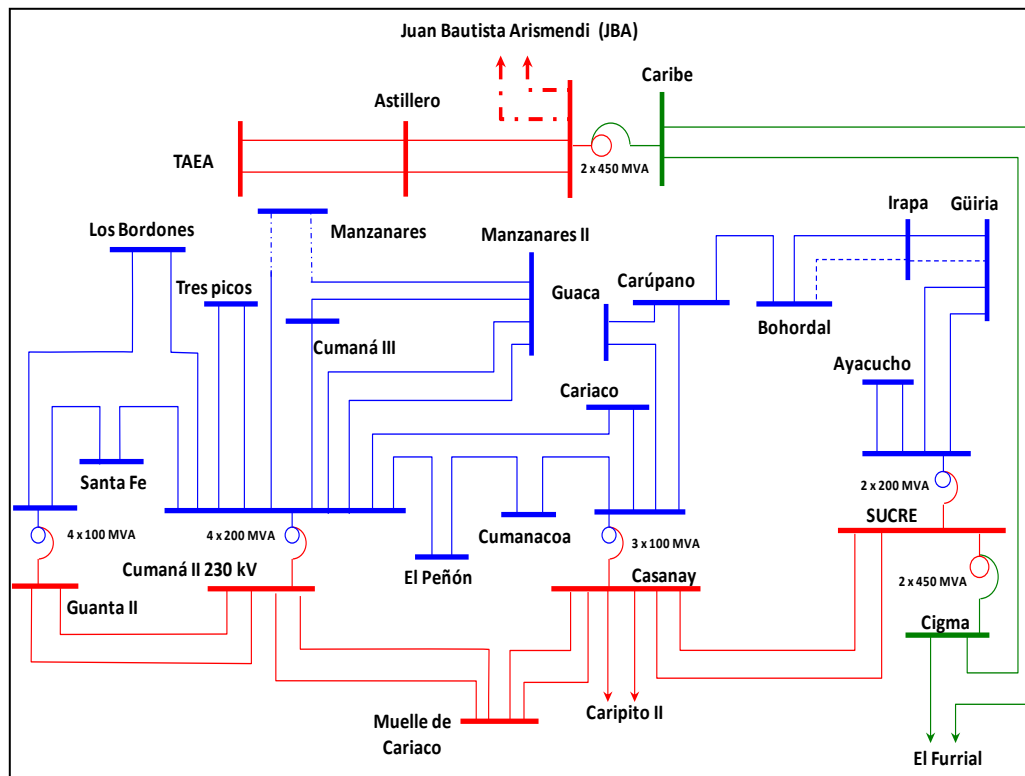 Juan Bautista Arismendi (JBA)
Caribe
Astillero
TAEA
2 x 450 MVA
Irapa
Güiria
Los Bordones
Manzanares
Manzanares II
Carúpano
Guaca
Tres picos
Bohordal
Cumaná III
Ayacucho
Cariaco
Santa Fe
2 x 200 MVA
SUCRE
4 x 100 MVA
4 x 200 MVA
Cumanacoa
3 x 100 MVA
El Peñón
Cumaná II 230 kV
Casanay
2 x 450 MVA
Guanta II
Cigma
Muelle de
Cariaco
Caripito II
El Furrial